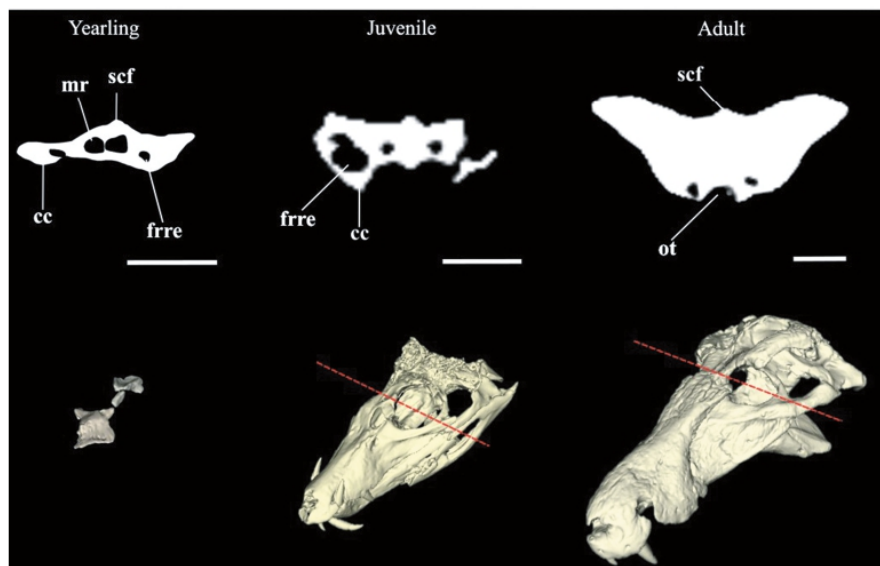 Yearling
Juvenile
Adult
mr
scf
scf
cc
frre
frre
cc
ot